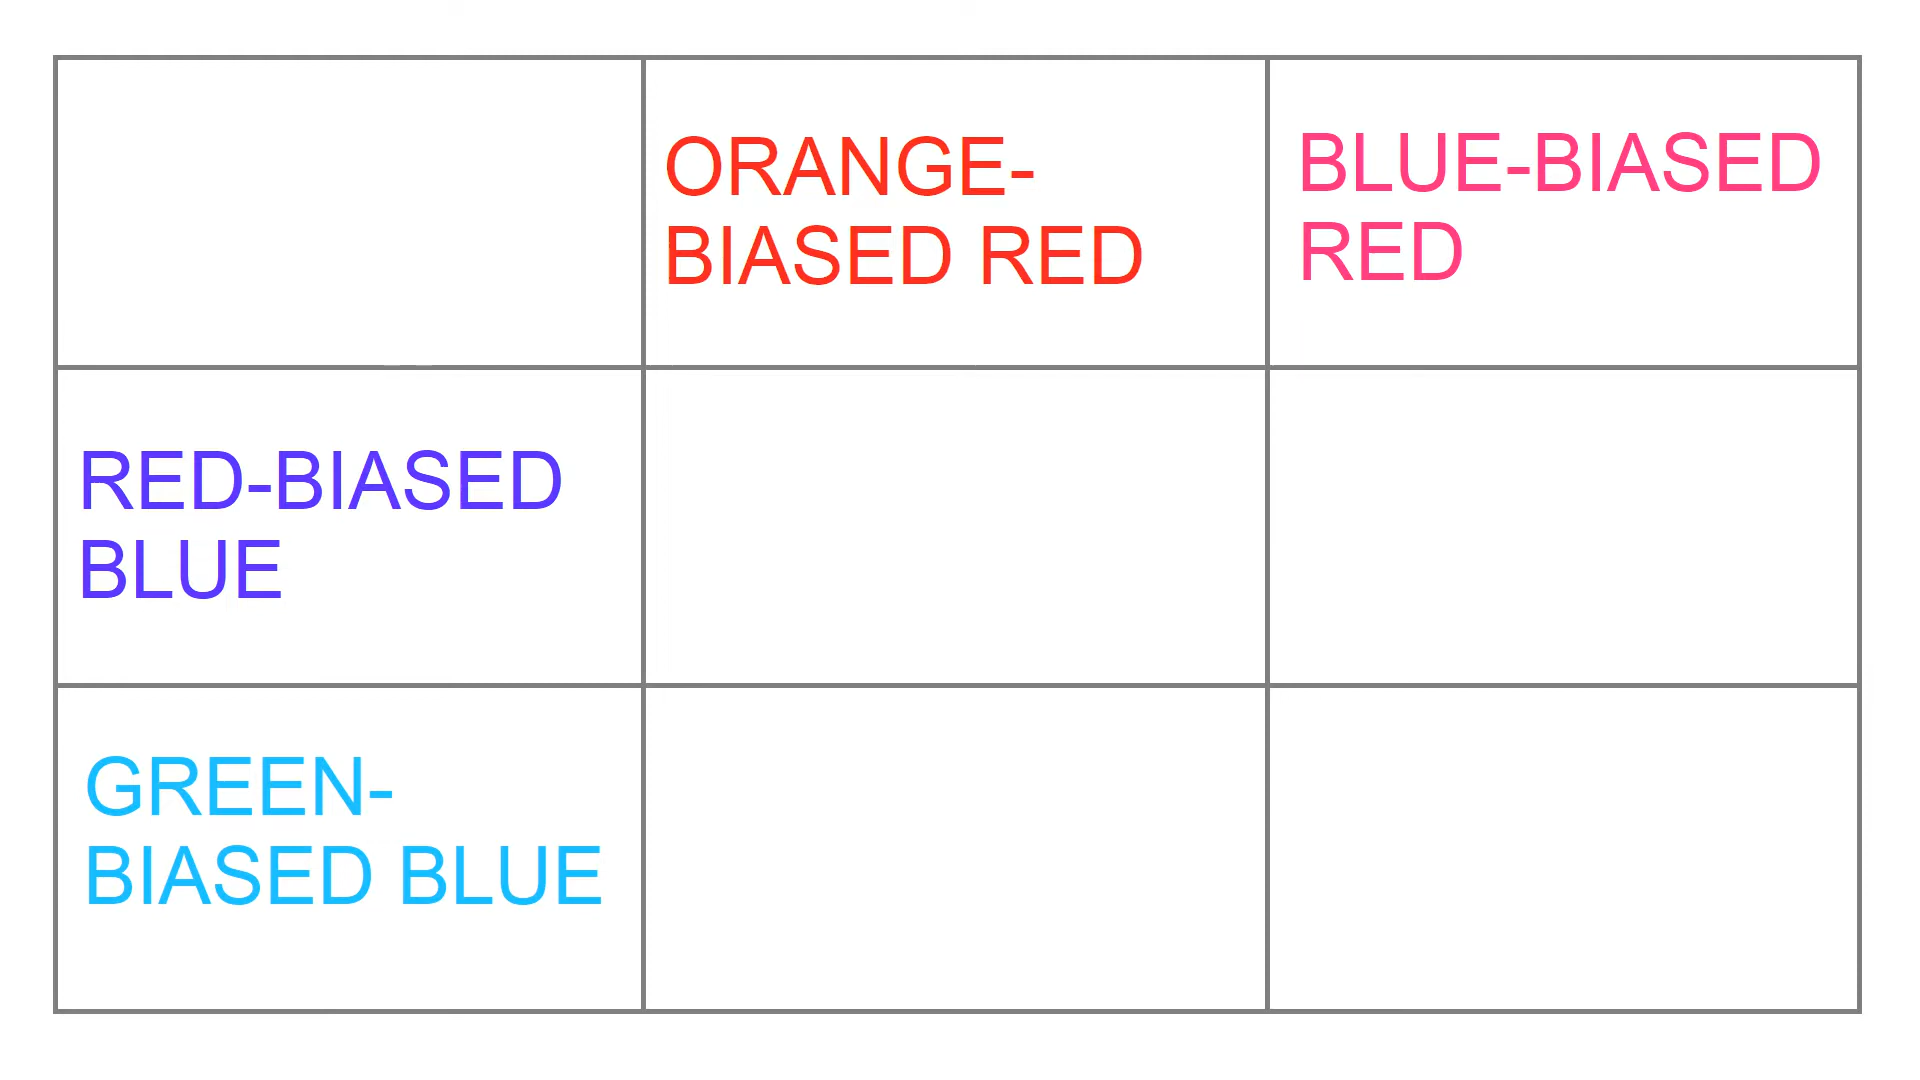 ORANGE-
BIASED RED
BLUE-BIASED
RED
RED-BIASED
BLUE
GREEN-
BIASED BLUE